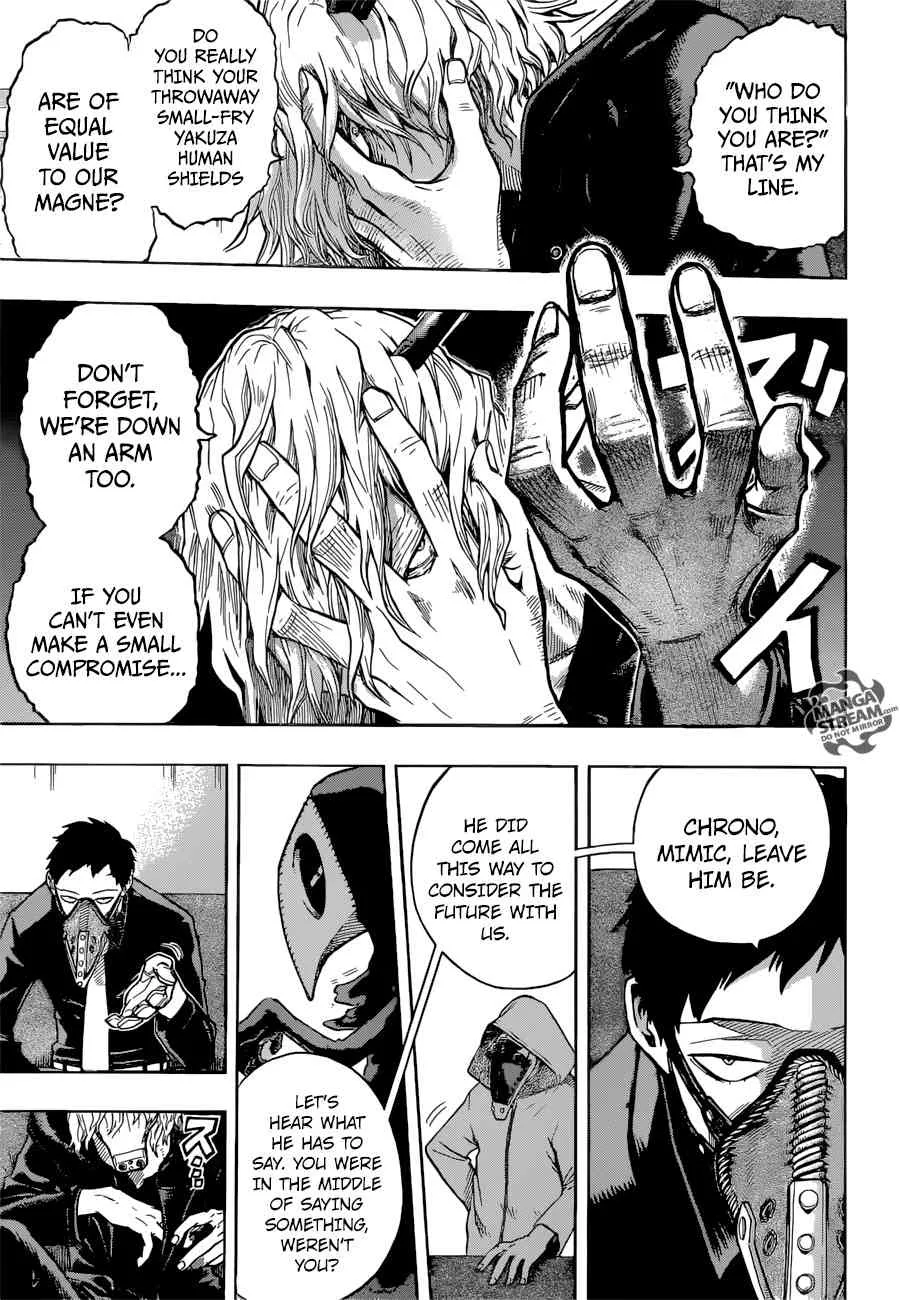 "WHO DO
YOU THINK
YOU ARE?"
THAT'S MY
LINE.
DO
YOU REALLY
THINK YOUR
THROWAWAY
SMALL-FRY
YAKUZA
HUMAN
SHIELDS
ARE OF
EQUAL
VALUE
TO OUR
MAGNE?
DON'T
FORGET,
WE'RE DOWN
AN ARM
TOO.
IF YOU
CAN'T EVEN
MAKE A SMALL
COMPROMISE...
MANGA
STREAM.com
DO NOT MIRROR
CHRONO,
MIMIC, LEAVE
HIM BE.
HE DID
COME ALL
THIS WAY TO
CONSIDER THE
FUTURE WITH
US.
LET'S
HEAR WHAT
HE HAS TO
SAY. YOU WERE
IN THE MIDDLE
OF SAYING
SOMETHING,
WEREN'T
YOU?